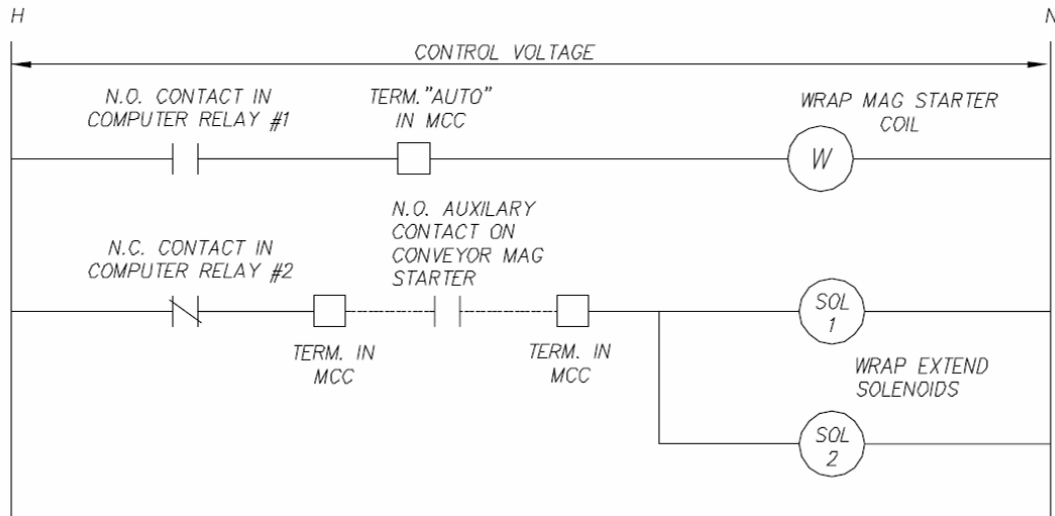 H
N
CONTROL VOLTAGE
N.O. CONTACT IN
COMPUTER RELAY #1
TERM."AUTO"
IN MCC
WRAP MAG STARTER
COIL
W
N.O. AUXILARY
CONTACT ON
CONVEYOR MAG
STARTER
N.C. CONTACT IN
COMPUTER RELAY #2
SOL
1
TERM. IN
MCC
TERM. IN
MCC
WRAP EXTEND
SOLENOIDS
SOL
2